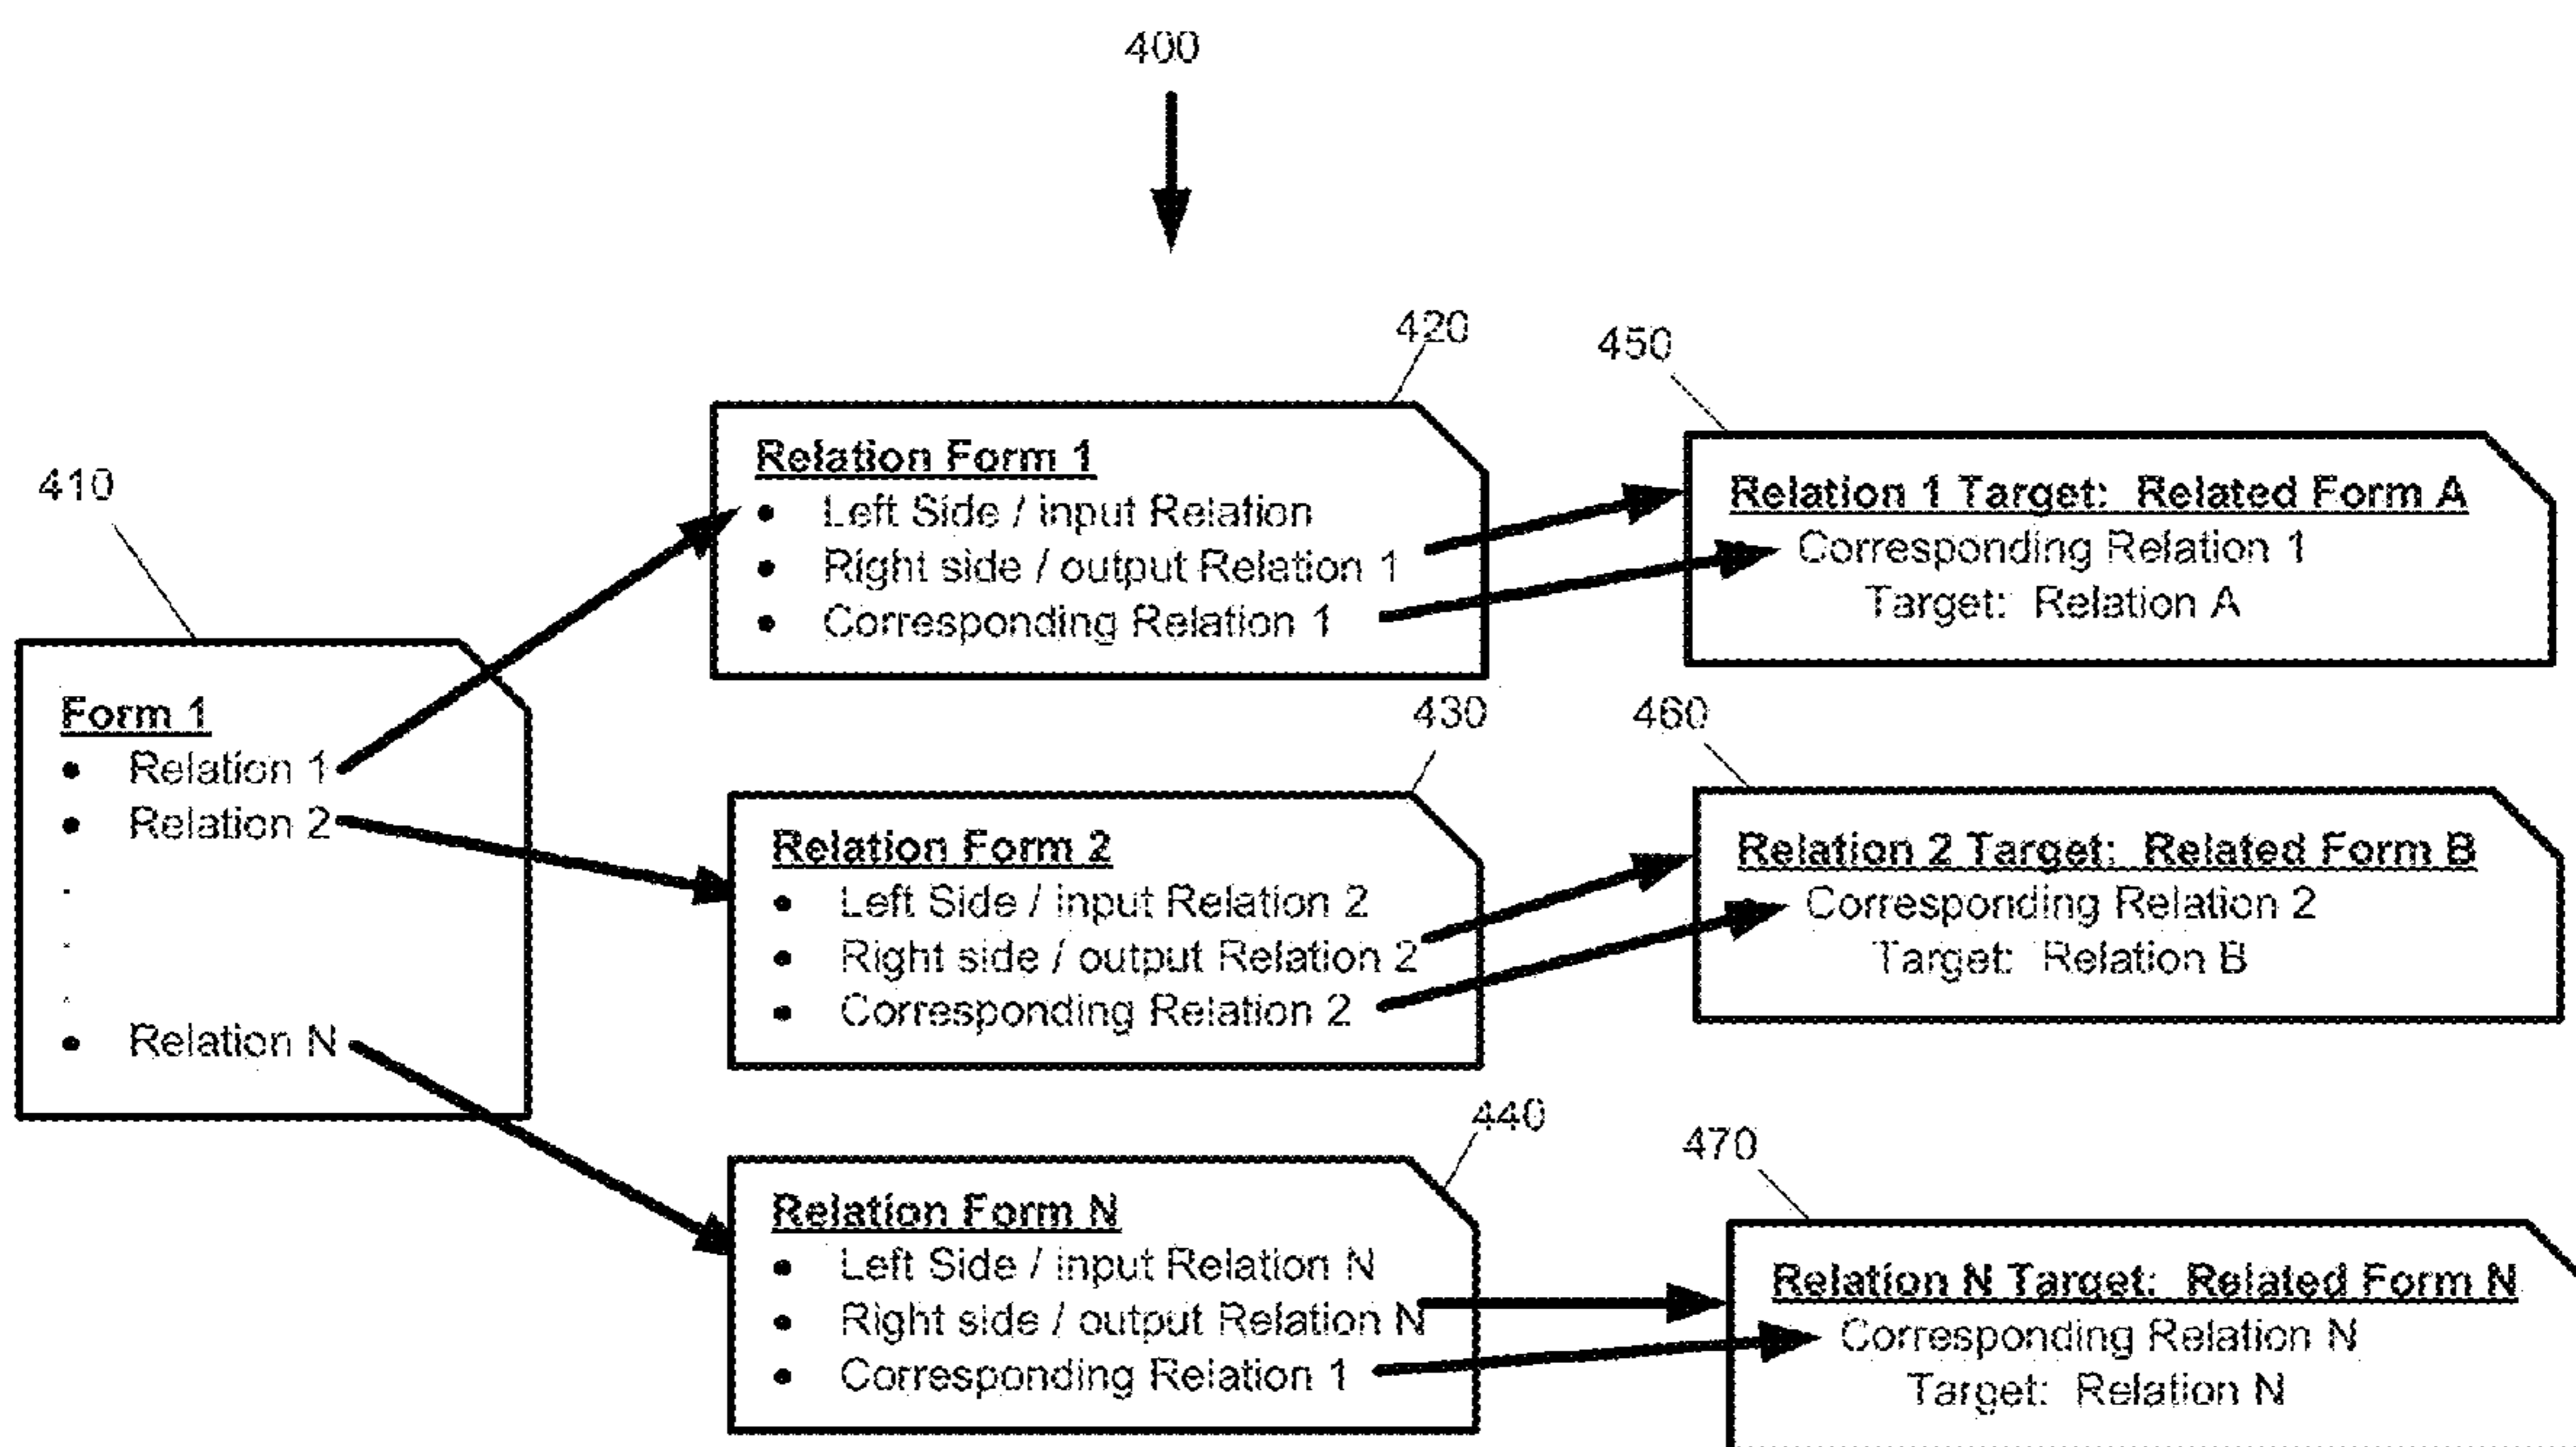 400
410
Form 1
• Relation 1
• Relation 2
.
.
.
• Relation N
420
Relation Form 1
• Left Side / input Relation
• Right side / output Relation 1
• Corresponding Relation 1
450
Relation 1 Target: Related Form A
Corresponding Relation 1
Target: Relation A
430
Relation Form 2
• Left Side / input Relation 2
• Right side / output Relation 2
• Corresponding Relation 2
460
Relation 2 Target: Related Form B
Corresponding Relation 2
Target: Relation B
440
Relation Form N
• Left Side / input Relation N
• Right side / output Relation N
• Corresponding Relation 1
470
Relation N Target: Related Form N
Corresponding Relation N
Target: Relation N